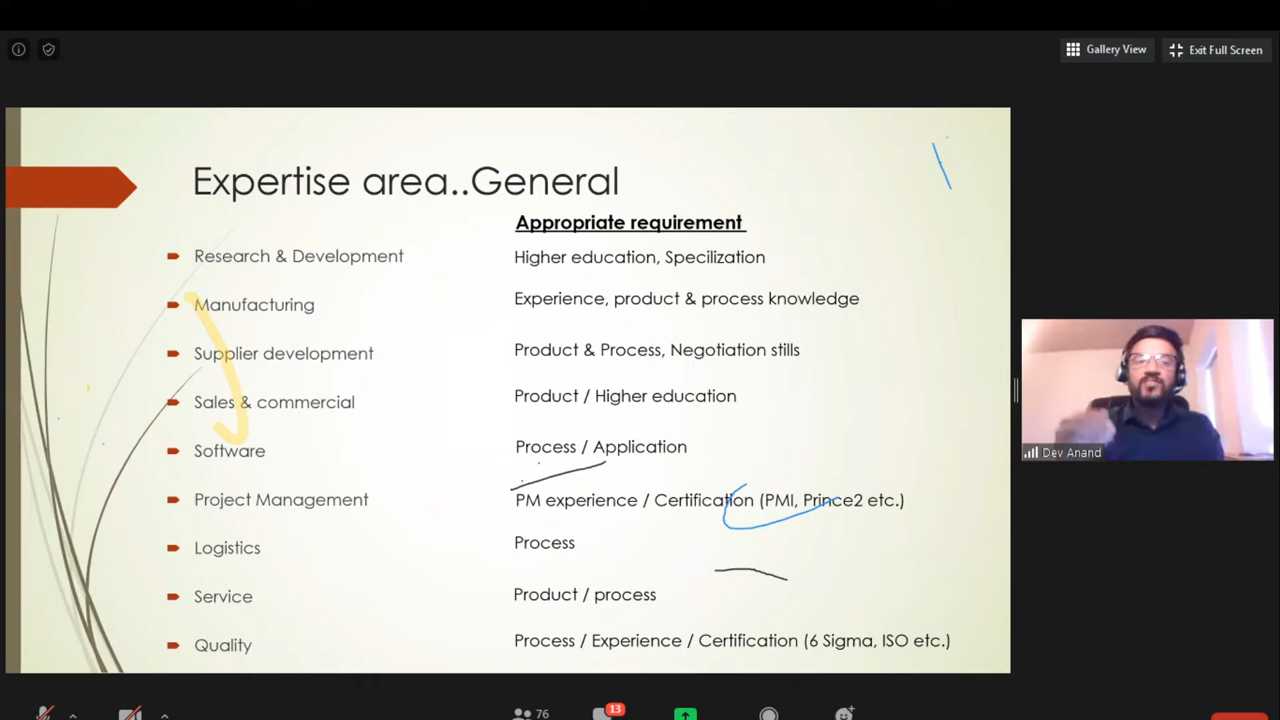 Gallery View
Exit Full Screen
Expertise area..General
Appropriate requirement
Research & Development
Higher education, Specilization
Manufacturing
Experience, product & process knowledge
Supplier development
Product & Process, Negotiation stills
Sales & commercial
Product / Higher education
Software
Process / Application
Project Management
PM experience / Certification (PMI, Prince2 etc.)
Logistics
Process
Service
Product / process
Quality
Process / Experience / Certification (6 Sigma, ISO etc.)
Dev Anand
76
13